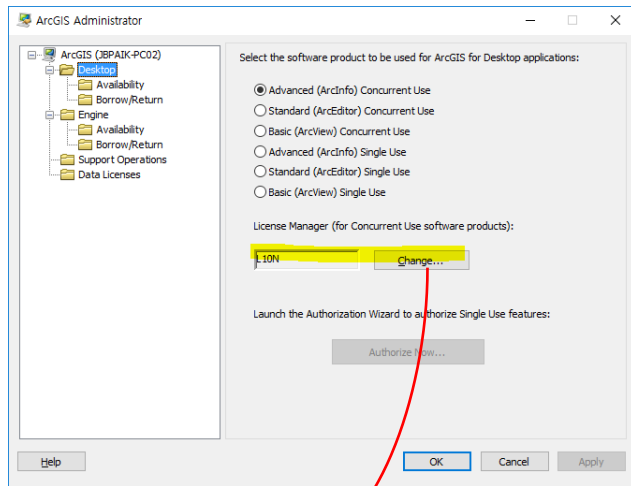 ArcGIS Administrator
ArcGIS (JBPAIK-PC02)
Desktop
Availability
Borrow/Return
Engine
Availability
Borrow/Return
Support Operations
Data Licenses
Select the software product to be used for ArcGIS for Desktop applications:
Advanced (ArcInfo) Concurrent Use
Standard (ArcEditor) Concurrent Use
Basic (ArcView) Concurrent Use
Advanced (ArcInfo) Single Use
Standard (ArcEditor) Single Use
Basic (ArcView) Single Use
License Manager (for Concurrent Use software products):
L10N Change...
Launch the Authorization Wizard to authorize Single Use features:
Authorize Now...
Help OK Cancel Apply